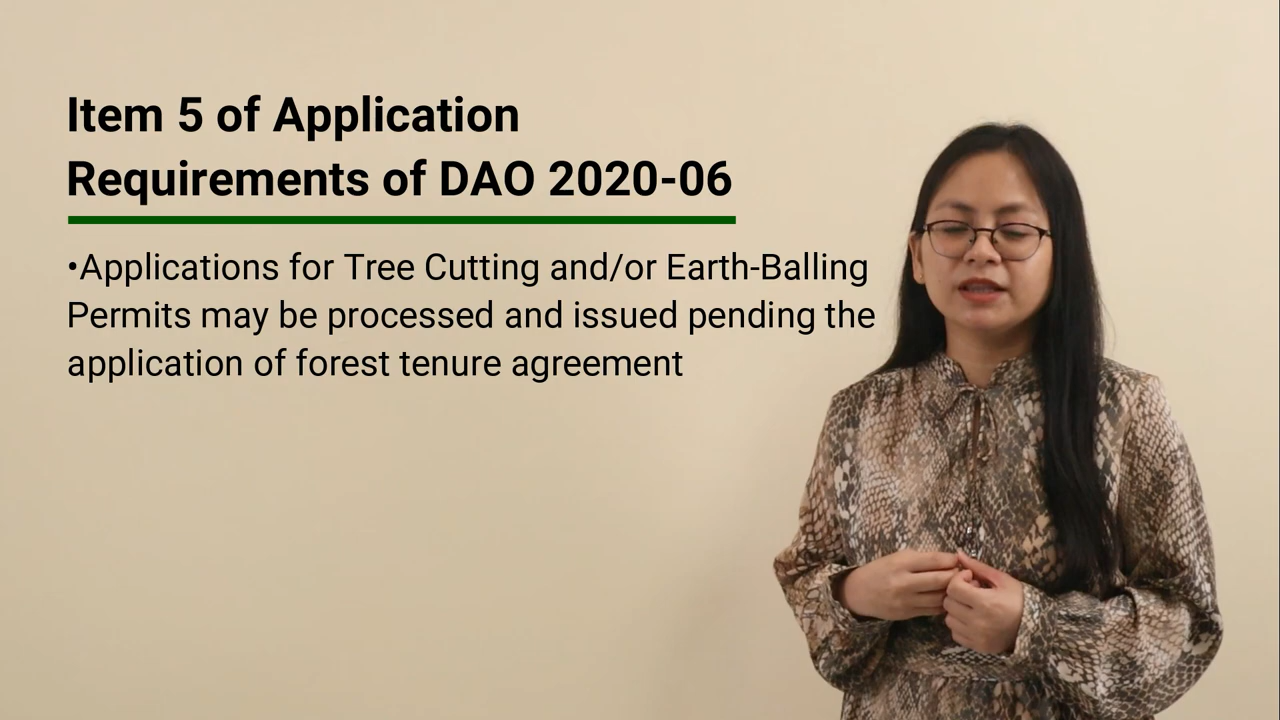 Item 5 of Application
Requirements of DAO 2020-06
•Applications for Tree Cutting and/or Earth-Balling
Permits may be processed and issued pending the
application of forest tenure agreement